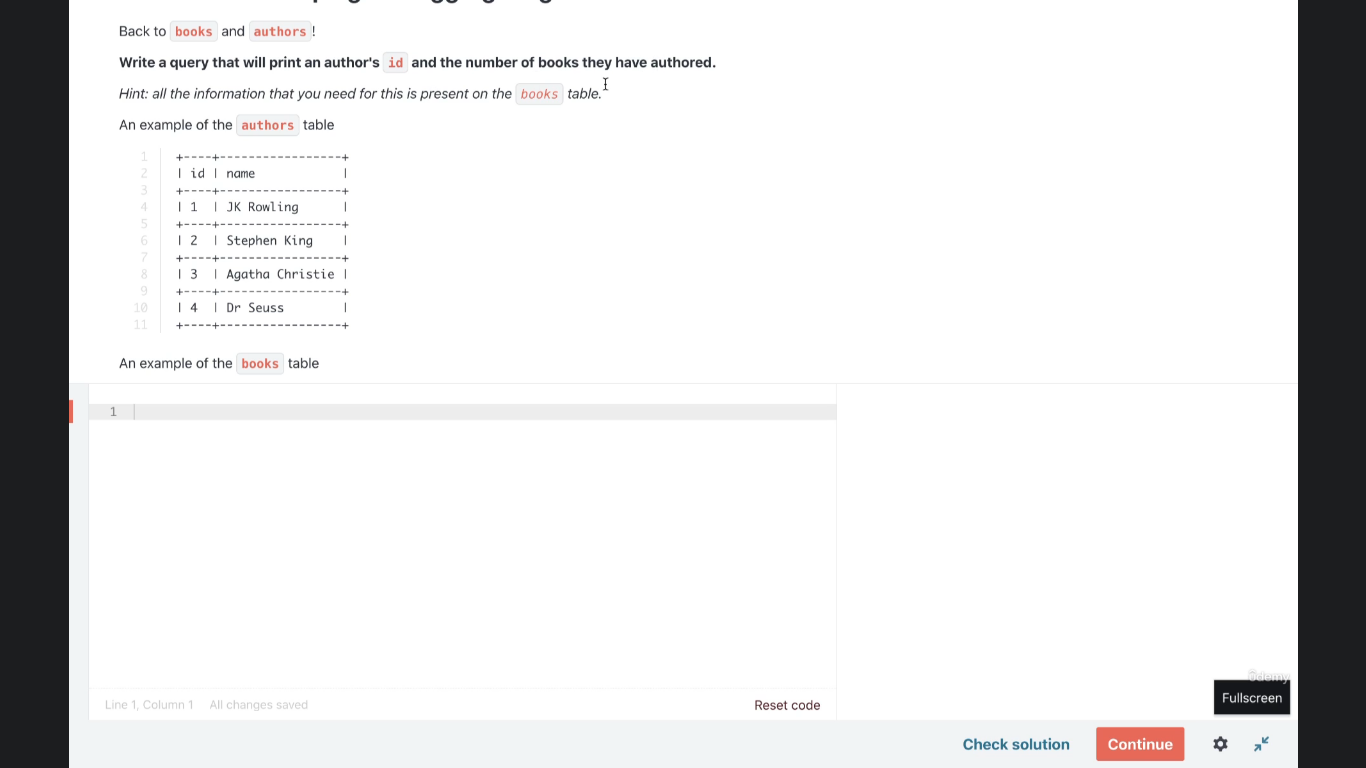 Back to books and authors!
Write a query that will print an author's id and the number of books they have authored.
Hint: all the information that you need for this is present on the books table.
An example of the authors table
1 +----+-----------------+
2 | id | name            |
3 +----+-----------------+
4 | 1  | JK Rowling      |
5 +----+-----------------+
6 | 2  | Stephen King    |
7 +----+-----------------+
8 | 3  | Agatha Christie |
9 +----+-----------------+
10 | 4  | Dr Seuss        |
11 +----+-----------------+
An example of the books table
1
Line 1, Column 1 All changes saved Reset code
Udemy
Fullscreen
Check solution Continue